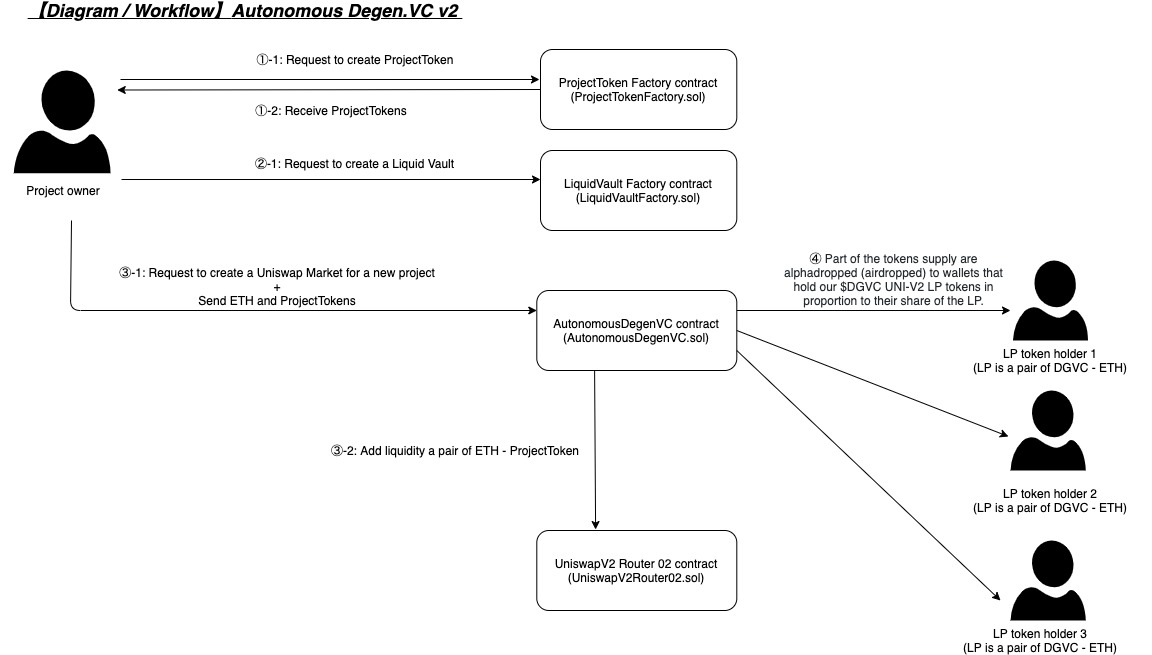 【Diagram / Workflow】Autonomous Degen.VC v2
①-1: Request to create ProjectToken
ProjectToken Factory contract
(ProjectTokenFactory.sol)
①-2: Receive ProjectTokens
②-1: Request to create a Liquid Vault
Project owner
LiquidVault Factory contract
(LiquidVaultFactory.sol)
③-1: Request to create a Uniswap Market for a new project
+
Send ETH and ProjectTokens
④ Part of the tokens supply are
alphadropped (airdropped) to wallets that
hold our $DGVC UNI-V2 LP tokens in
proportion to their share of the LP.
AutonomousDegenVC contract
(AutonomousDegenVC.sol)
LP token holder 1
(LP is a pair of DGVC - ETH)
③-2: Add liquidity a pair of ETH - ProjectToken
LP token holder 2
(LP is a pair of DGVC - ETH)
UniswapV2 Router 02 contract
(UniswapV2Router02.sol)
LP token holder 3
(LP is a pair of DGVC - ETH)